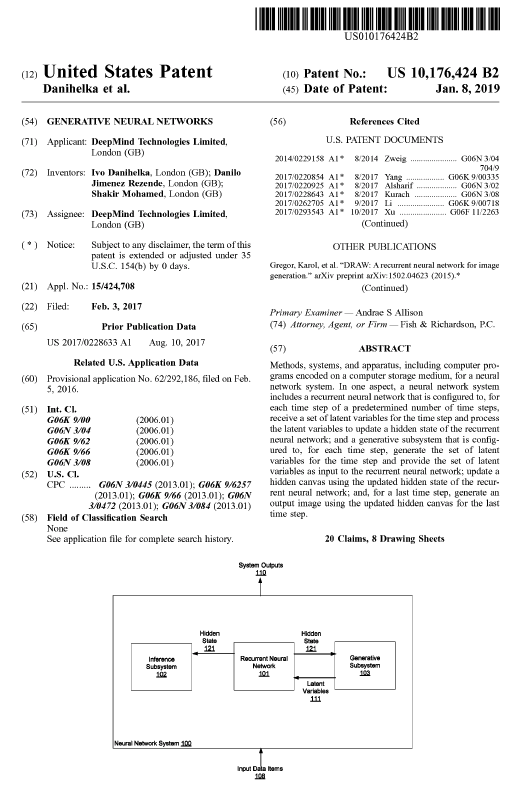 US010176424B2
(12) United States Patent
Danihelka et al.
(10) Patent No.: US 10,176,424 B2
(45) Date of Patent: Jan. 8, 2019
(54) GENERATIVE NEURAL NETWORKS
(71) Applicant: DeepMind Technologies Limited,
London (GB)
(72) Inventors: Ivo Danihelka, London (GB); Danilo
Jimenez Rezende, London (GB);
Shakir Mohamed, London (GB)
(73) Assignee: DeepMind Technologies Limited,
London (GB)
( * ) Notice: Subject to any disclaimer, the term of this
patent is extended or adjusted under 35
U.S.C. 154(b) by 0 days.
(21) Appl. No.: 15/424,708
(22) Filed: Feb. 3, 2017
(65) Prior Publication Data
US 2017/0228633 A1 Aug. 10, 2017
Related U.S. Application Data
(60) Provisional application No. 62/292,186, filed on Feb.
5, 2016.
(51) Int. Cl.
G06K 9/00 (2006.01)
G06N 3/04 (2006.01)
G06K 9/62 (2006.01)
G06K 9/66 (2006.01)
G06N 3/08 (2006.01)
(52) U.S. Cl.
CPC ......... G06N 3/0445 (2013.01); G06K 9/6257
(2013.01); G06K 9/66 (2013.01); G06N
3/0472 (2013.01); G06N 3/084 (2013.01)
(58) Field of Classification Search
None
See application file for complete search history.
(56) References Cited
U.S. PATENT DOCUMENTS
2014/0229158 A1* 8/2014 Zweig ..................... G06N 3/04
704/9
2017/0220854 A1* 8/2017 Yang .................. G06K 9/00335
2017/0220925 A1* 8/2017 Alsharif ................. G06N 3/02
2017/0228643 A1* 8/2017 Kurach ................... G06N 3/08
2017/0262705 A1* 9/2017 Li ..................... G06K 9/00718
2017/0293543 A1* 10/2017 Xu ....................... G06F 11/2263
(Continued)
OTHER PUBLICATIONS
Gregor, Karol, et al. "DRAW: A recurrent neural network for image
generation." arXiv preprint arXiv:1502.04623 (2015).*
(Continued)
Primary Examiner — Andrae S Allison
(74) Attorney, Agent, or Firm — Fish & Richardson, P.C.
(57) ABSTRACT
Methods, systems, and apparatus, including computer pro-
grams encoded on a computer storage medium, for a neural
network system. In one aspect, a neural network system
includes a recurrent neural network that is configured to, for
each time step of a predetermined number of time steps,
receive a set of latent variables for the time step and process
the latent variables to update a hidden state of the recurrent
neural network; and a generative subsystem that is config-
ured to, for each time step, generate the set of latent
variables for the time step and provide the set of latent
variables as input to the recurrent neural network; update a
hidden canvas using the updated hidden state of the recur-
rent neural network; and, for a last time step, generate an
output image using the updated hidden canvas for the last
time step.
20 Claims, 8 Drawing Sheets
System Outputs
110
Hidden
State
121
Hidden
State
121
Inference
Subsystem
102
Recurrent Neural
Network
101
Generative
Subsystem
103
Latent
Variables
111
Neural Network System 100
Input Data Items
108